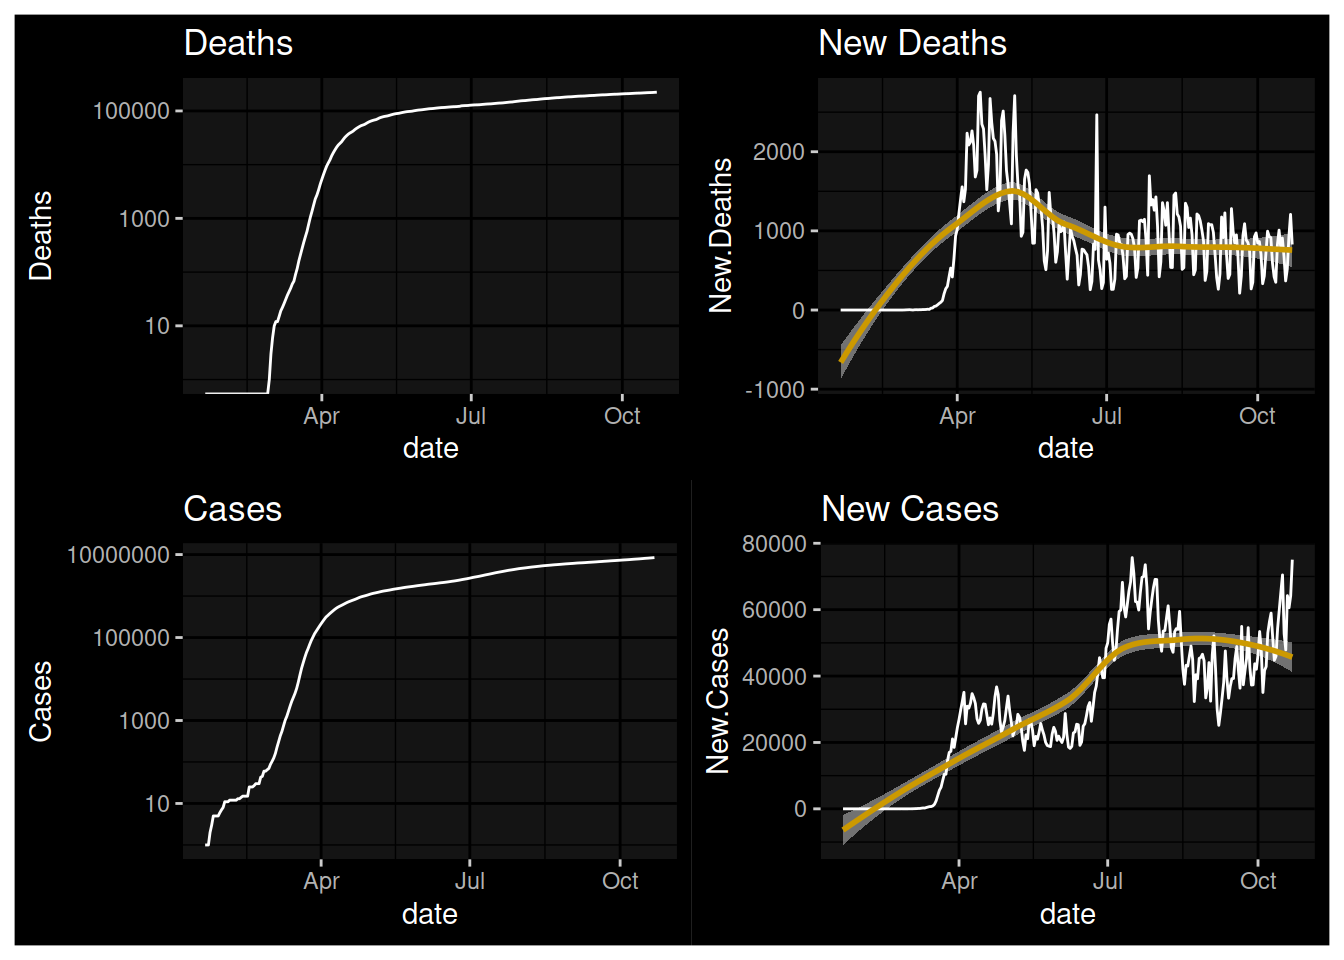 Deaths
Deaths
100000
1000
10
Apr Jul Oct
date
New Deaths
New.Deaths
2000
1000
0
-1000
Apr Jul Oct
date
Cases
Cases
10000000
100000
1000
10
Apr Jul Oct
date
New Cases
New.Cases
80000
60000
40000
20000
0
Apr Jul Oct
date